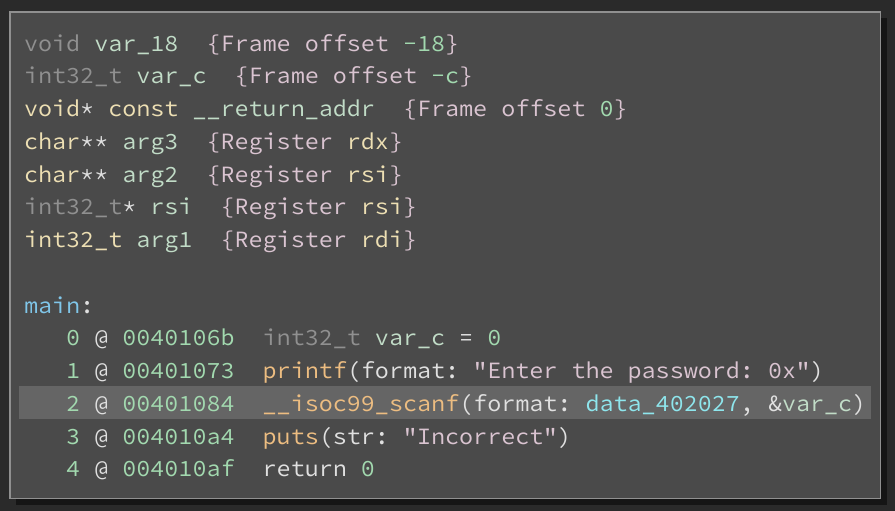 void var_18  {Frame offset -18}
int32_t var_c  {Frame offset -c}
void* const __return_addr  {Frame offset 0}
char** arg3  {Register rdx}
char** arg2  {Register rsi}
int32_t* rsi  {Register rsi}
int32_t arg1  {Register rdi}
main:
0 @ 0040106b  int32_t var_c = 0
1 @ 00401073  printf(format: "Enter the password: 0x")
2 @ 00401084  __isoc99_scanf(format: data_402027, &var_c)
3 @ 004010a4  puts(str: "Incorrect")
4 @ 004010af  return 0